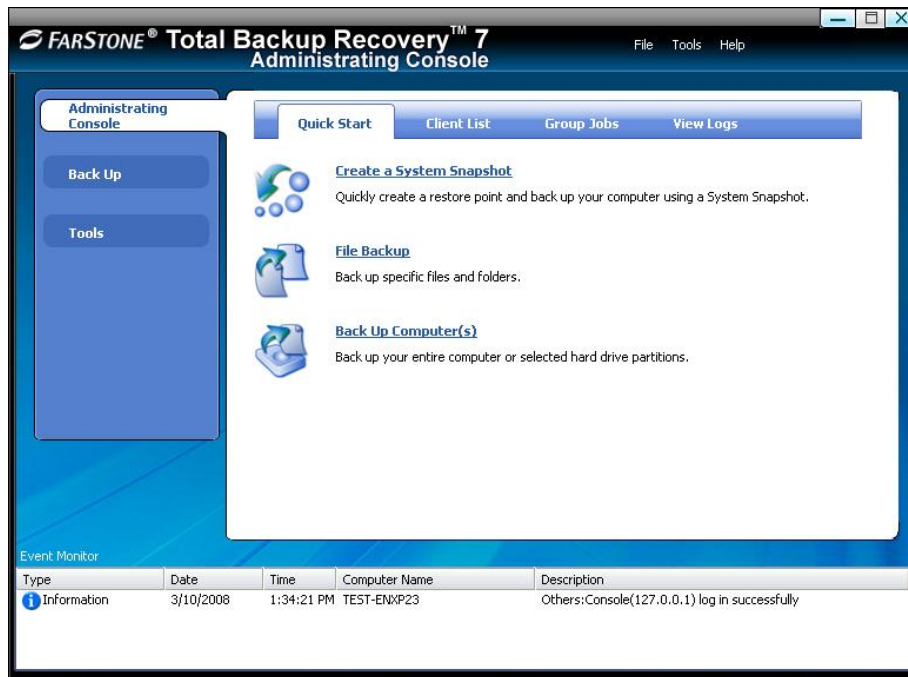 FARSTONE® Total Backup Recovery™ 7
Administrating Console
File Tools Help
Administrating
Console
Back Up
Tools
Quick Start Client List Group Jobs View Logs
Create a System Snapshot
Quickly create a restore point and back up your computer using a System Snapshot.
File Backup
Back up specific files and folders.
Back Up Computer(s)
Back up your entire computer or selected hard drive partitions.
Event Monitor
Type Date Time Computer Name Description
Information 3/10/2008 1:34:21 PM TEST-ENXP23 Others:Console(127.0.0.1) log in successfully